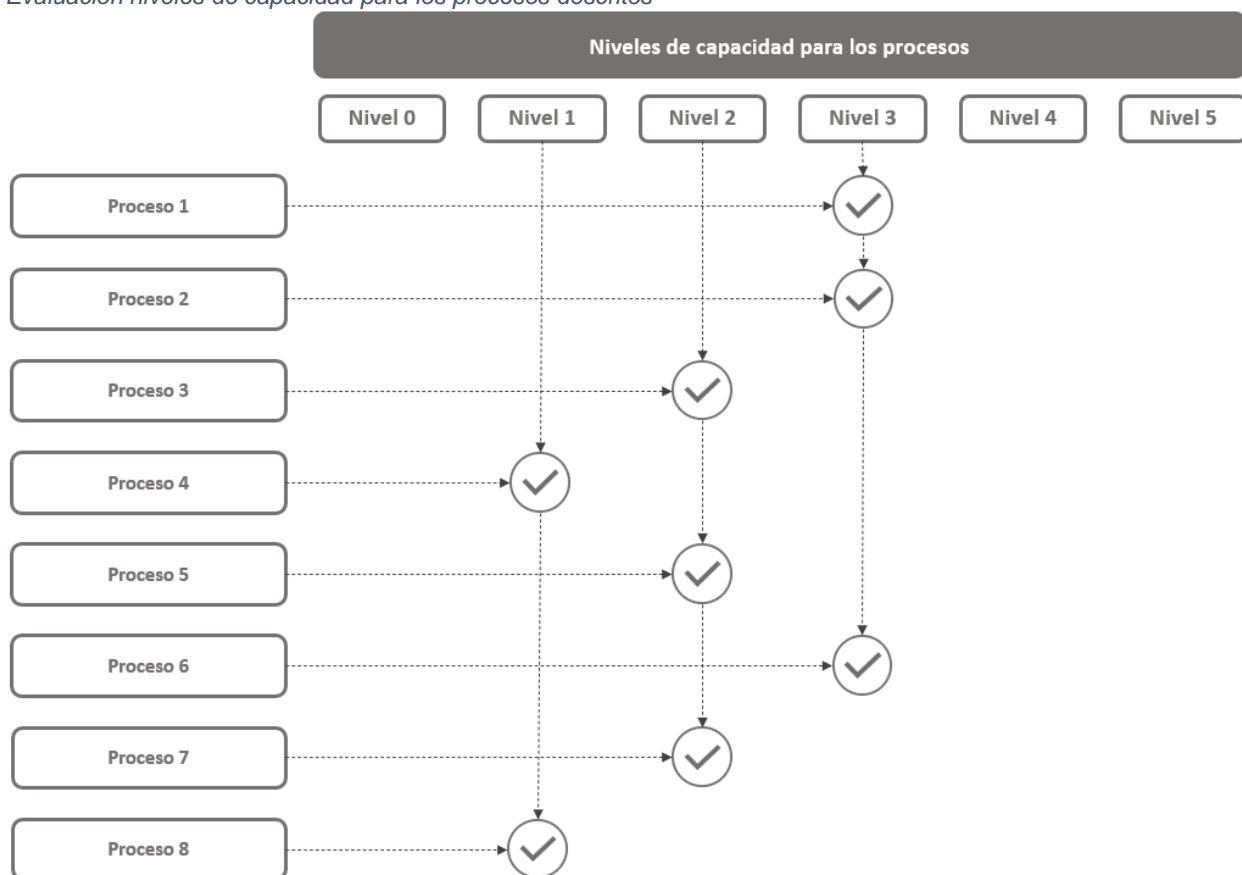 Evaluación niveles de capacidad para los procesos descritos
Niveles de capacidad para los procesos
Nivel 0 Nivel 1 Nivel 2 Nivel 3 Nivel 4 Nivel 5
Proceso 1
Proceso 2
Proceso 3
Proceso 4
Proceso 5
Proceso 6
Proceso 7
Proceso 8